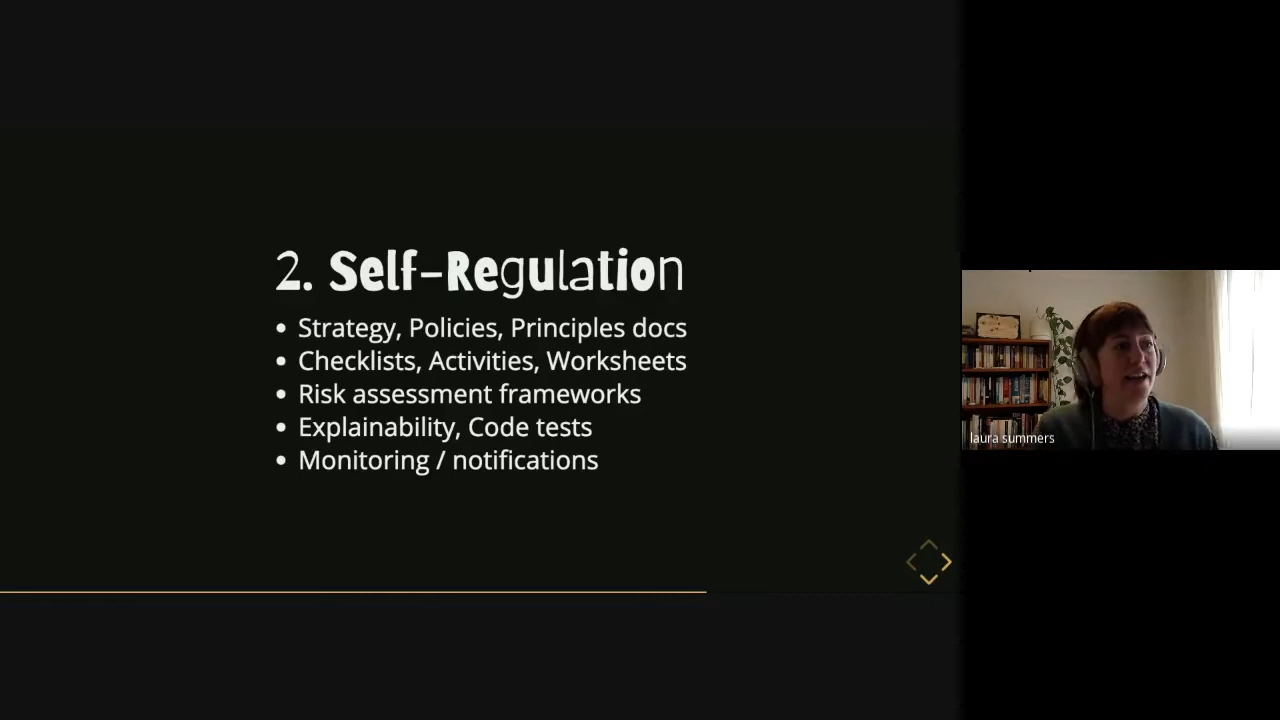 2. Self-Regulation
• Strategy, Policies, Principles docs
• Checklists, Activities, Worksheets
• Risk assessment frameworks
• Explainability, Code tests
• Monitoring / notifications
laura summers